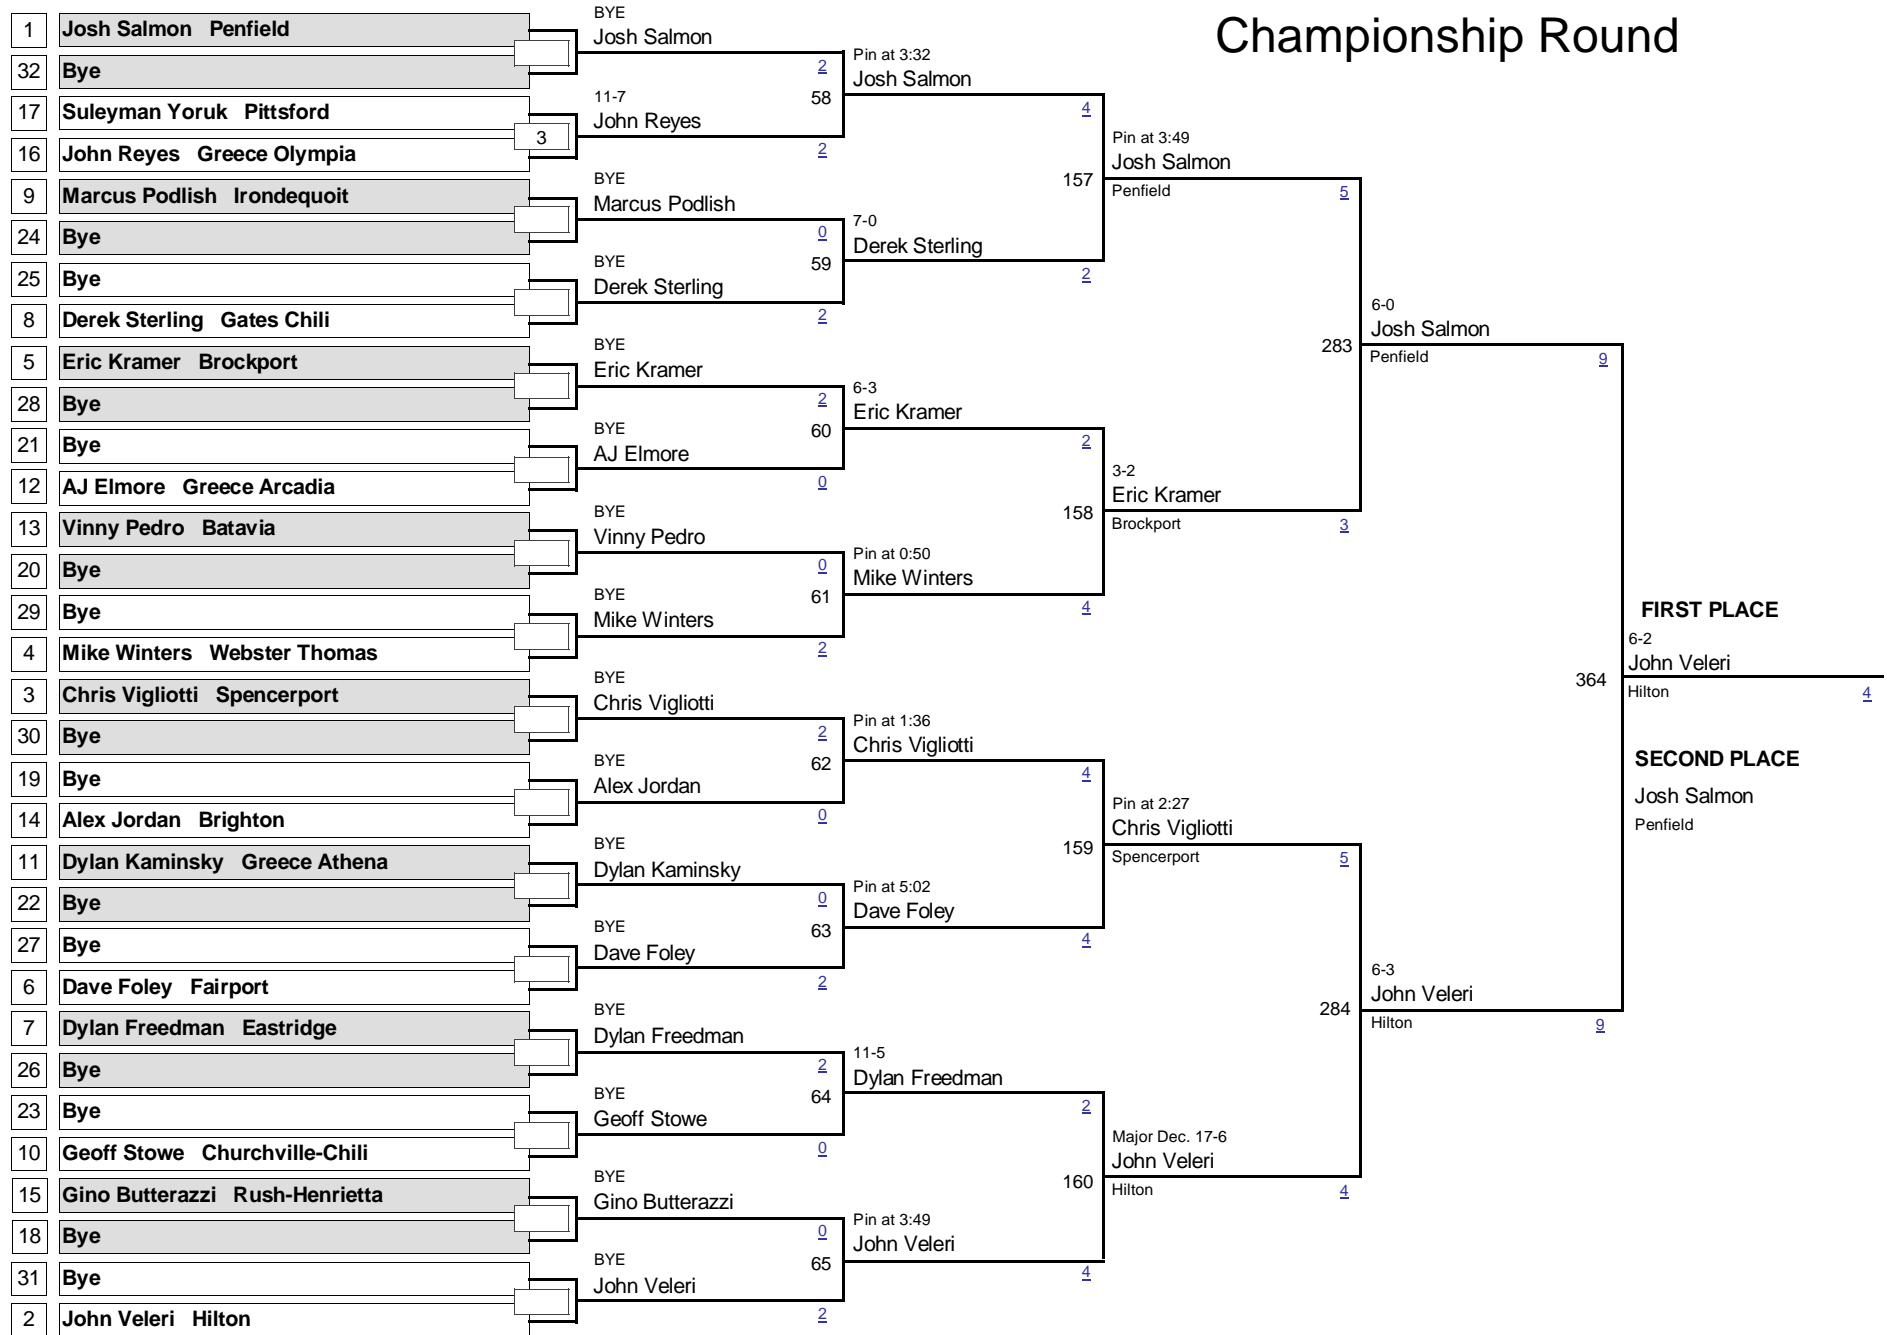 Championship Round
1 Josh Salmon Penfield
32 Bye
17 Suleyman Yoruk Pittsford
3
16 John Reyes Greece Olympia
9 Marcus Podlish Irondequoit
24 Bye
25 Bye
8 Derek Sterling Gates Chili
5 Eric Kramer Brockport
28 Bye
21 Bye
12 AJ Elmore Greece Arcadia
13 Vinny Pedro Batavia
20 Bye
29 Bye
4 Mike Winters Webster Thomas
3 Chris Vigliotti Spencerport
30 Bye
19 Bye
14 Alex Jordan Brighton
11 Dylan Kaminsky Greece Athena
22 Bye
27 Bye
6 Dave Foley Fairport
7 Dylan Freedman Eastridge
26 Bye
23 Bye
10 Geoff Stowe Churchville-Chili
15 Gino Butterazzi Rush-Henrietta
18 Bye
31 Bye
2 John Veleri Hilton
BYE
Josh Salmon
2
58
11-7
John Reyes
2
BYE
Marcus Podlish
0
59
BYE
Derek Sterling
2
BYE
Eric Kramer
2
60
BYE
AJ Elmore
0
BYE
Vinny Pedro
0
61
BYE
Mike Winters
2
BYE
Chris Vigliotti
2
62
BYE
Alex Jordan
0
BYE
Dylan Kaminsky
0
63
BYE
Dave Foley
2
BYE
Dylan Freedman
2
64
BYE
Geoff Stowe
0
BYE
Gino Butterazzi
0
65
BYE
John Veleri
2
Pin at 3:32
Josh Salmon
4
157
7-0
Derek Sterling
2
6-3
Eric Kramer
2
158
Pin at 0:50
Mike Winters
4
Pin at 1:36
Chris Vigliotti
4
159
Pin at 5:02
Dave Foley
4
11-5
Dylan Freedman
2
160
Pin at 3:49
John Veleri
4
Pin at 3:49
Josh Salmon
Penfield
5
283
3-2
Eric Kramer
Brockport
3
Pin at 2:27
Chris Vigliotti
Spencerport
5
284
Major Dec. 17-6
John Veleri
Hilton
4
6-0
Josh Salmon
Penfield
9
364
6-3
John Veleri
Hilton
9
FIRST PLACE
6-2
John Veleri
Hilton
4
SECOND PLACE
Josh Salmon
Penfield